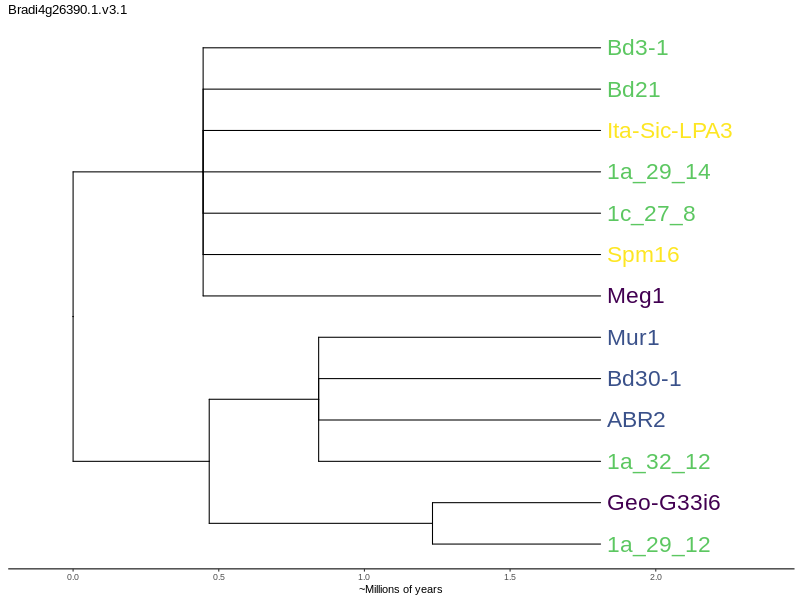 Bradi4g26390.1.v3.1
Bd3-1
Bd21
Ita-Sic-LPA3
1a_29_14
1c_27_8
Spm16
Meg1
Mur1
Bd30-1
ABR2
1a_32_12
Geo-G33i6
1a_29_12
0.0 0.5 1.0 1.5 2.0
~Millions of years